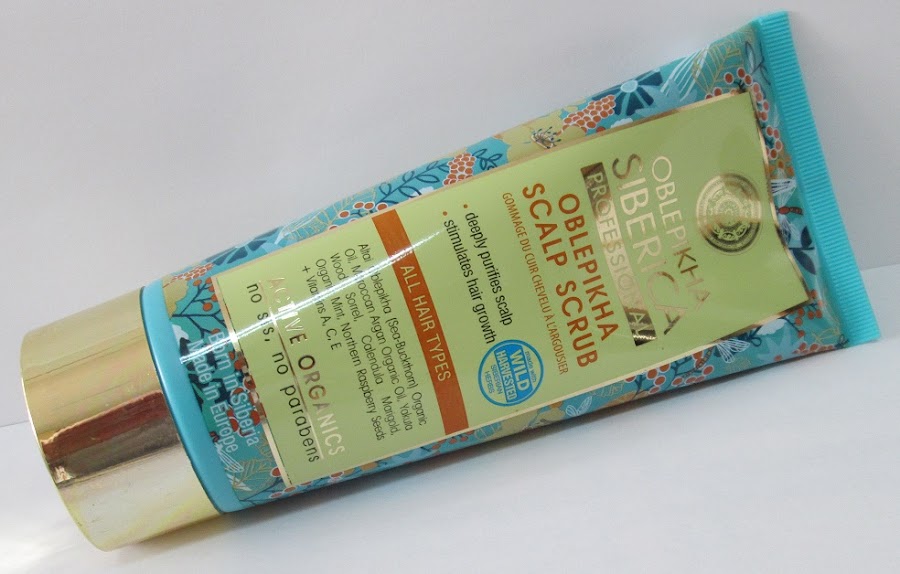 OBLEPIKHA
SIBERICA
PROFESSIONAL
OBLEPIKHA
SCALP SCRUB
GOMMAGE DU CUIR CHEVELU À L'ARGOUSIER
• deeply purifies scalp
• stimulates hair growth
WILD
HARVESTED
ALL HAIR TYPES
Altai Oblepikha (Sea-Buckthorn) Organic
Oil, Moroccan Argan Organic Oil, Yakuta
Wood Sorrel, Calendula Marigold,
Organic Mint, Northern Raspberry Seeds
+ Vitamins A, C, E
ACTIVE ORGANICS
no sls, no parabens
Born in Siberia
Made in Europe